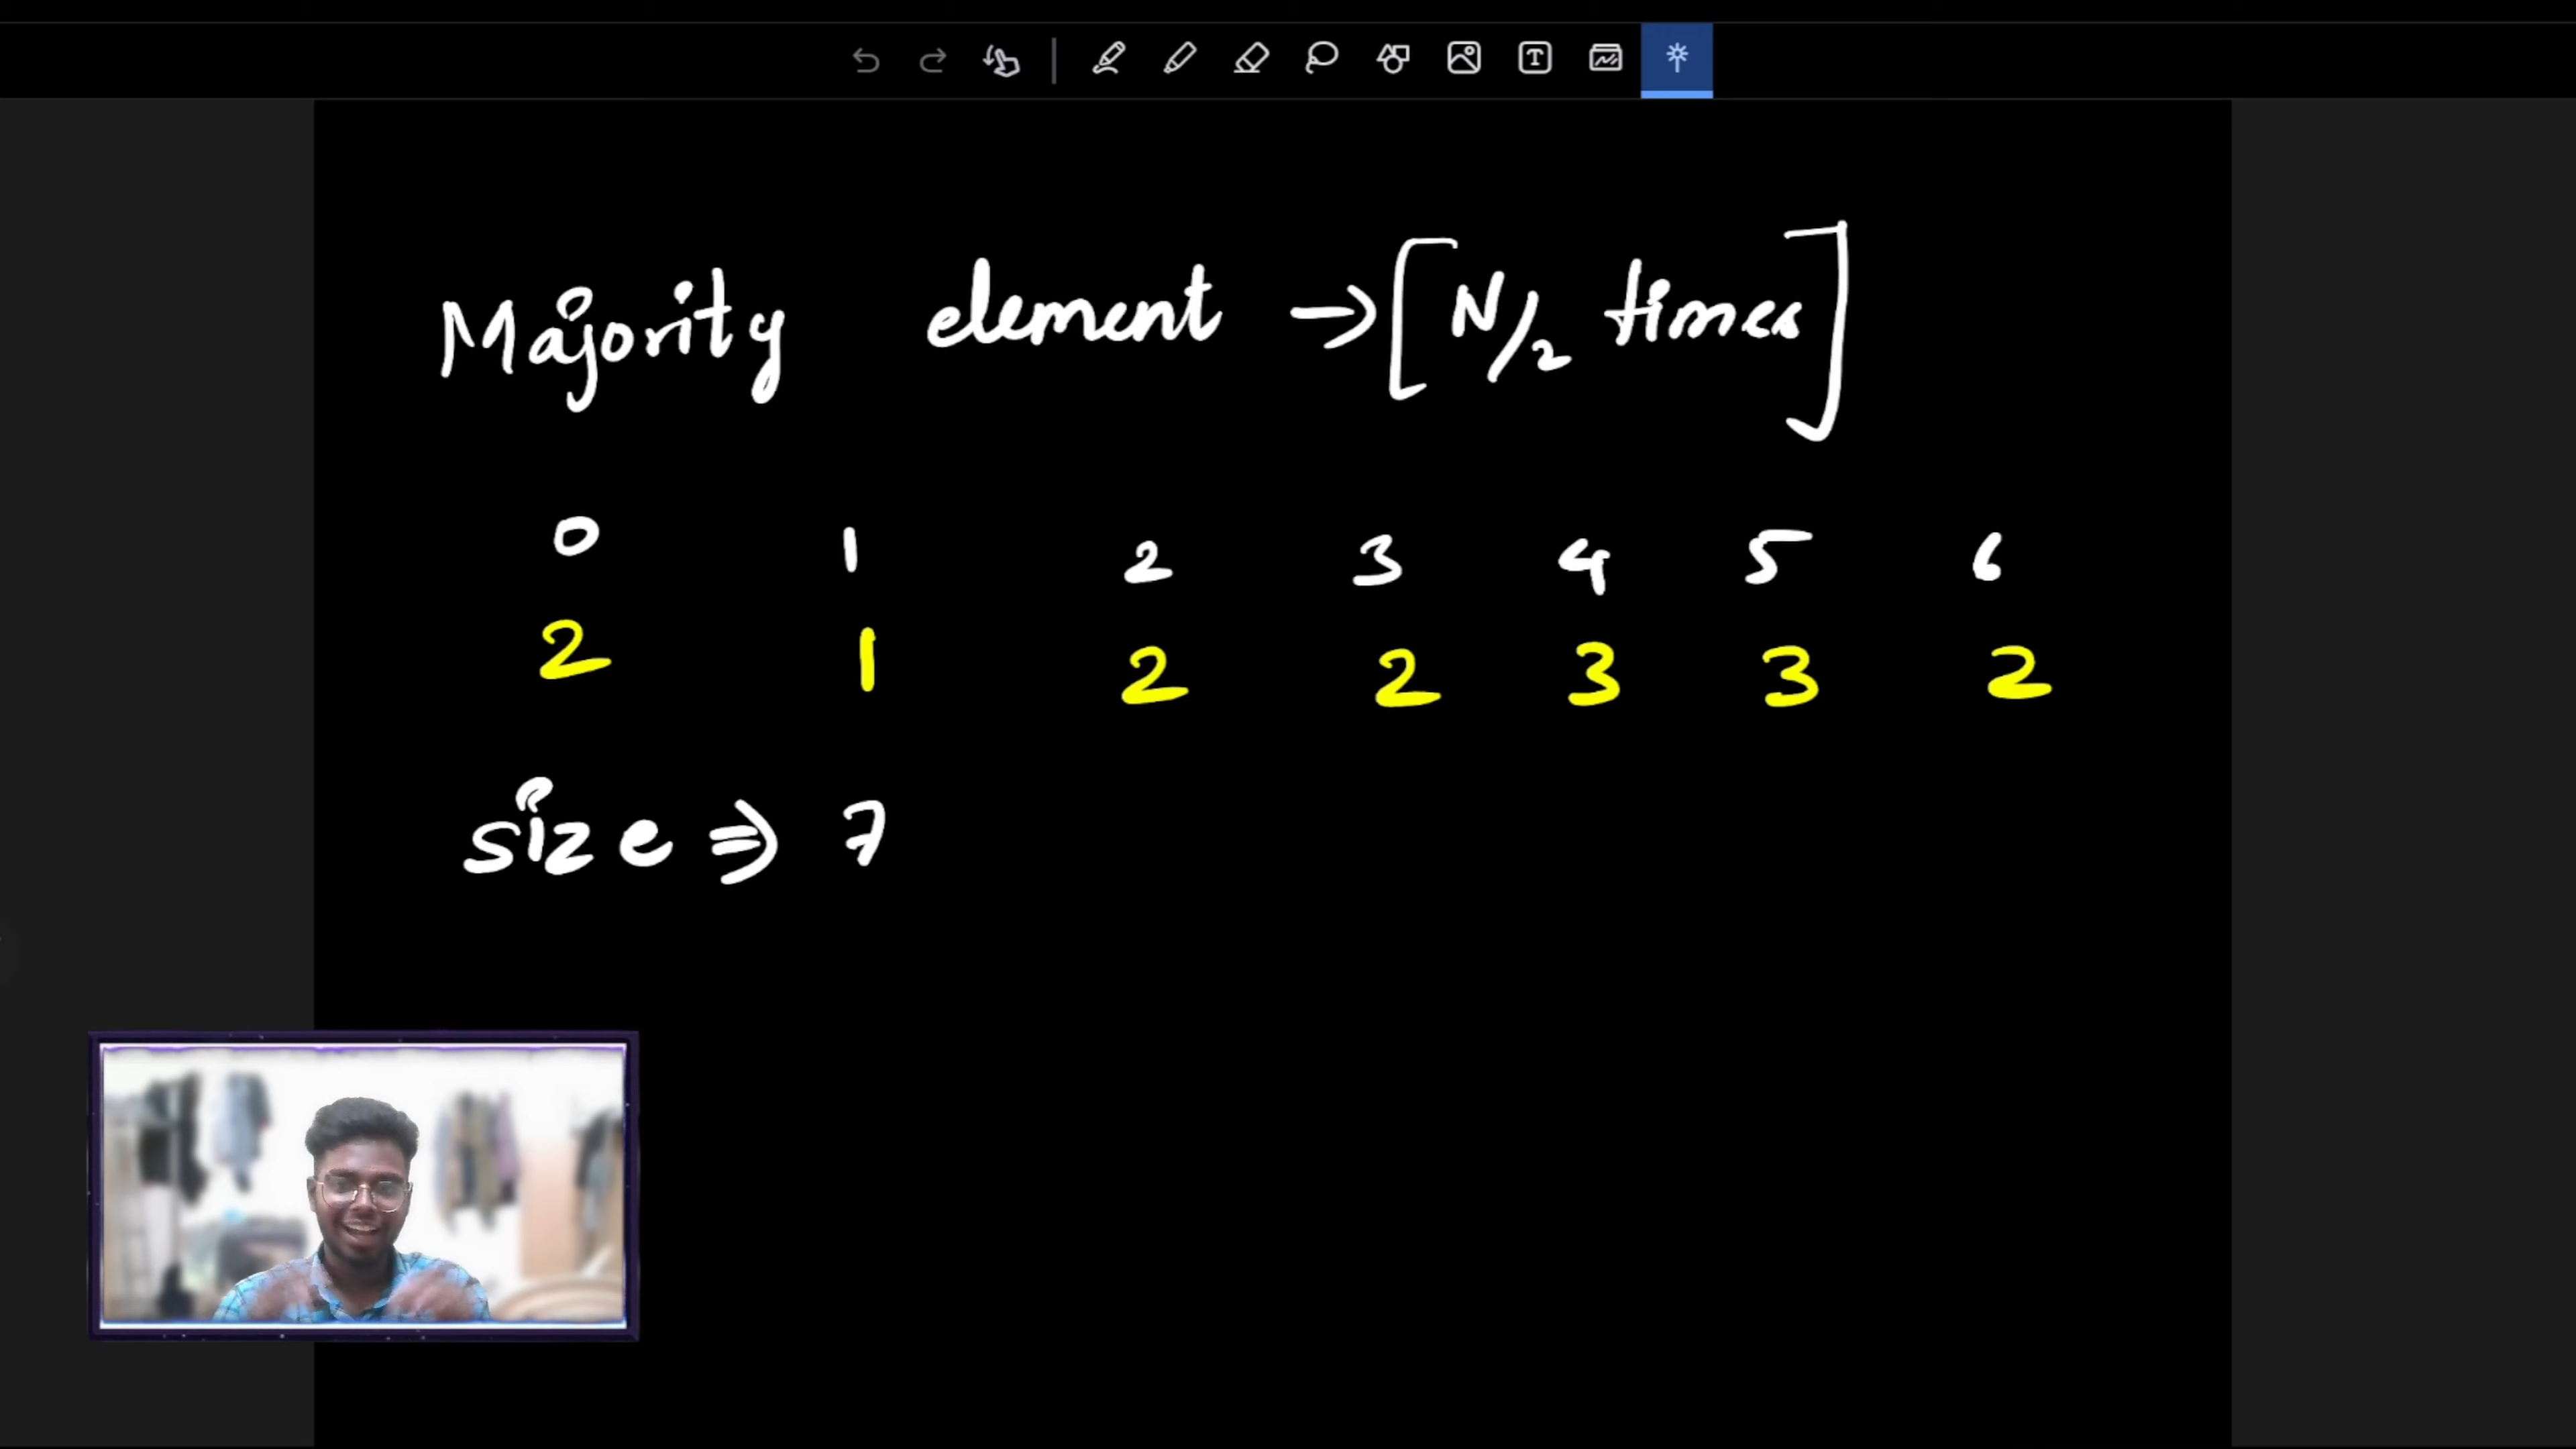 Majority element → [N/2 times]
0 1 2 3 4 5 6
2 1 2 2 3 3 2
size ⇒ 7